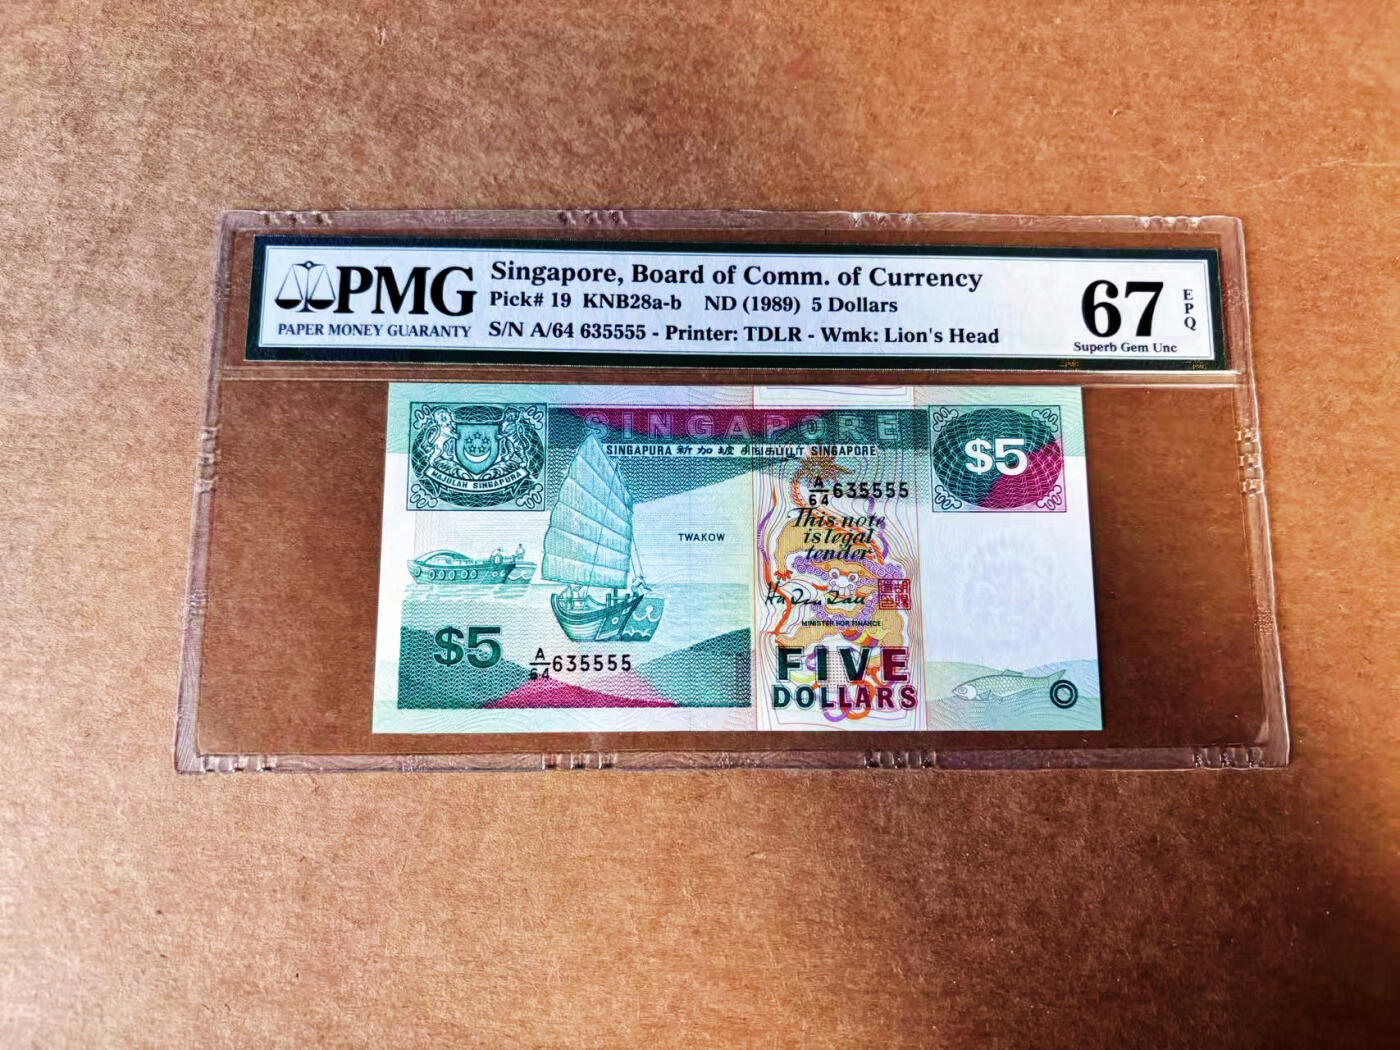 PMG
PAPER MONEY GUARANTY
Singapore, Board of Comm. of Currency
Pick# 19 KNB28a-b ND (1989) 5 Dollars
S/N A/64 635555 - Printer: TDLR - Wmk: Lion's Head
67
EPQ
Superb Gem Unc
SINGAPORE
SINGAPURA 新加坡 சிங்கப்பூர் SINGAPORE
MAJULAH SINGAPURA
$5
A/64 635555
This note
is legal
tender
TWAKOW
MINISTER FOR FINANCE
$5
A/64 635555
FIVE
DOLLARS